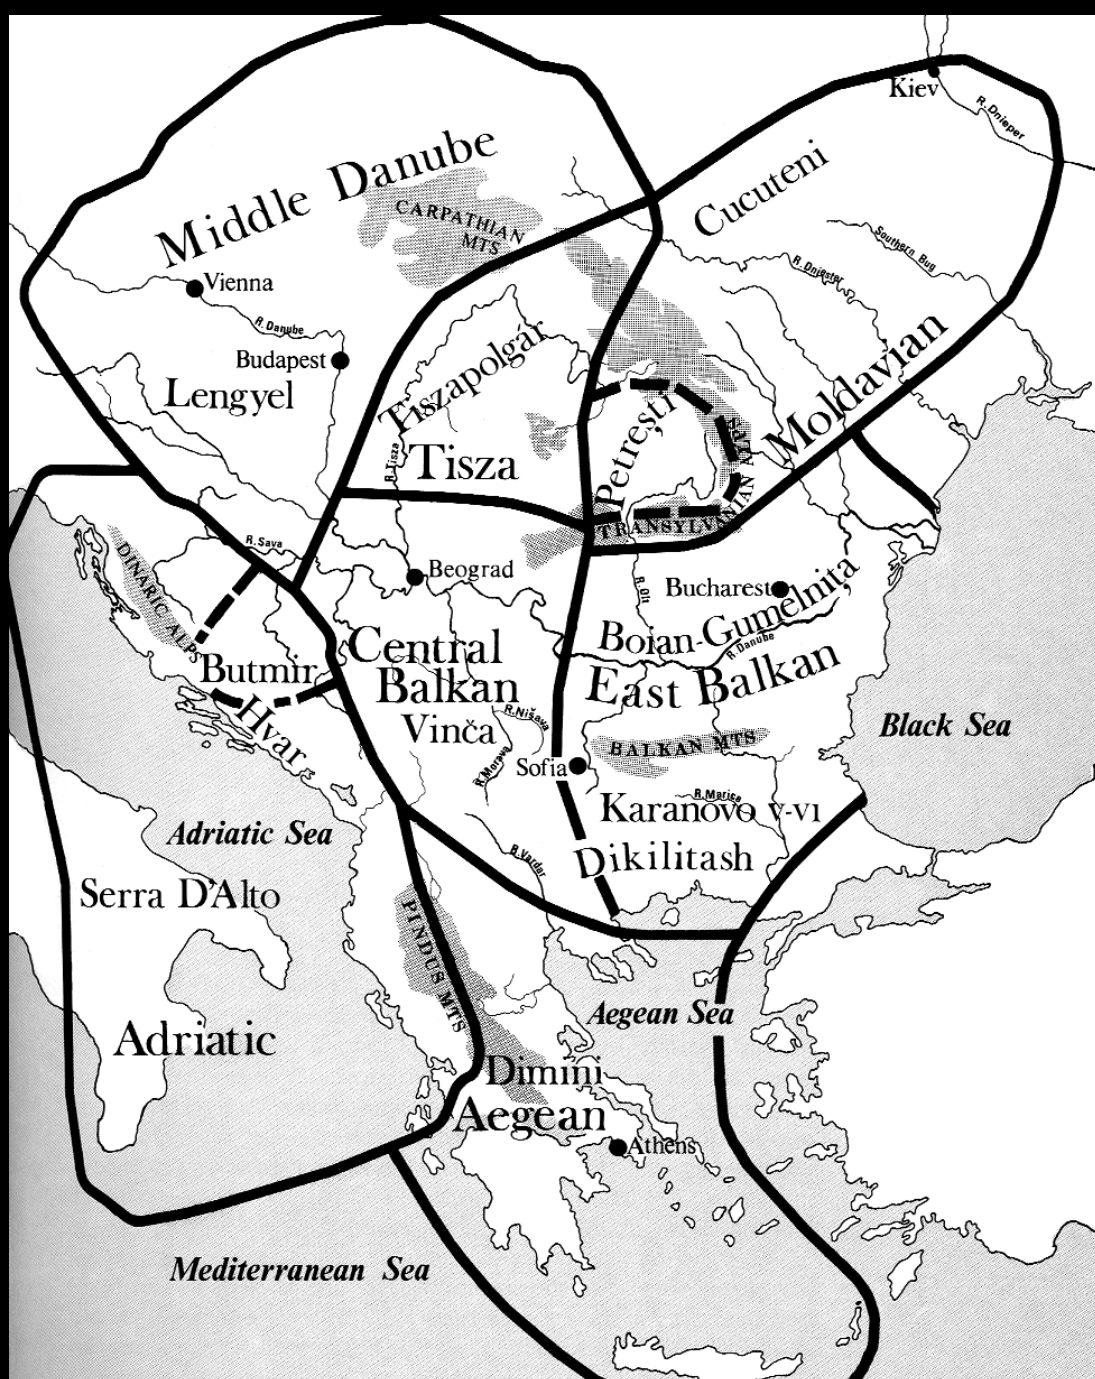 Kiev
R. Dnieper
Middle Danube
Cucuteni
CARPATHIAN
MTS
Southern Bug
R. Dniester
Vienna
R. Danube
Budapest
Lengyel
Tiszapolgár
Moldavian
Petreşti
R. Tisza
Tisza
TRANSYLVANIAN ALPS
R. Sava
DINARIC ALPS
Beograd
R. Olt
Bucharest
Boian-Gumelnita
R. Danube
Butmir
Hvar
Central
Balkan
Vinča
East Balkan
R. Nišava
R. Morava
BALKAN MTS
Black Sea
Sofia
R. Marica
Karanovo V-VI
Adriatic Sea
R. Vardar
Dikilitash
Serra D'Alto
PINDUS MTS
Aegean Sea
Adriatic
Dimini
Aegean
Athens
Mediterranean Sea